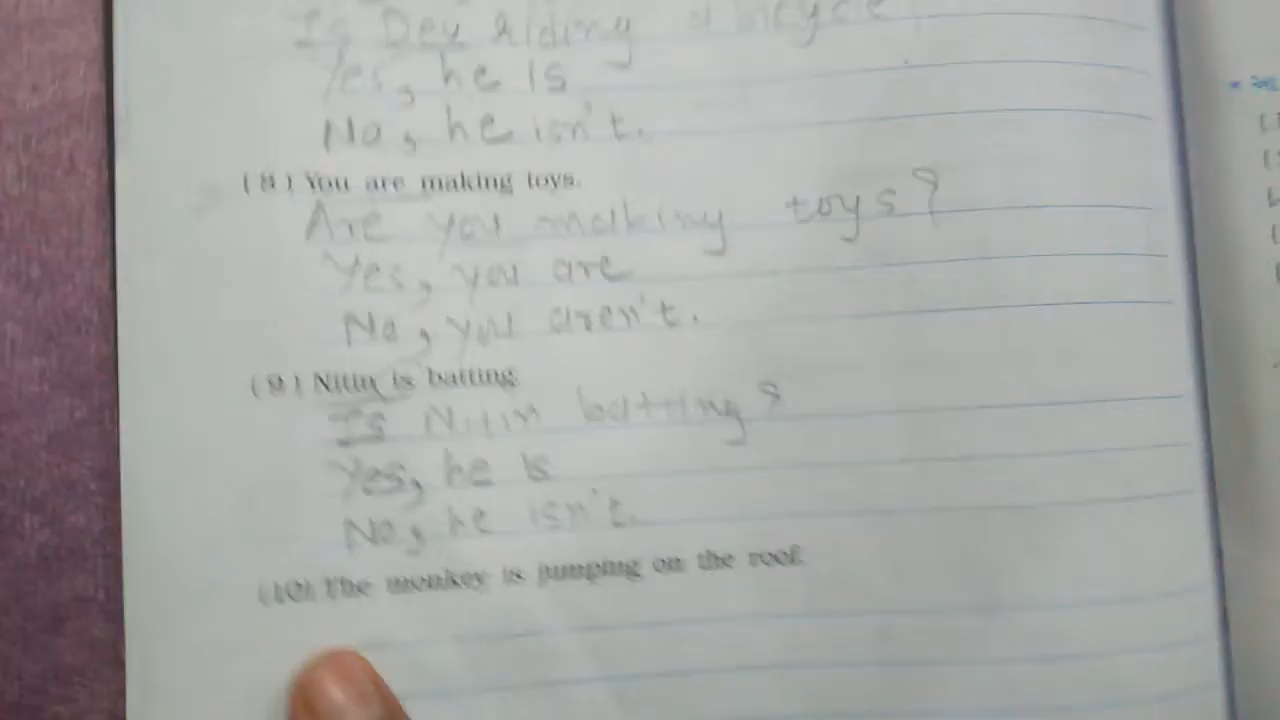 Is Dev riding a bicycle
Yes, he is
No, he isn't.
(8) You are making toys.
Are you making toys?
Yes, you are
No, you aren't.
(9) Nitin is batting.
Is Nitin batting?
Yes, he is
No, he isn't.
(10) The monkey is jumping on the roof.